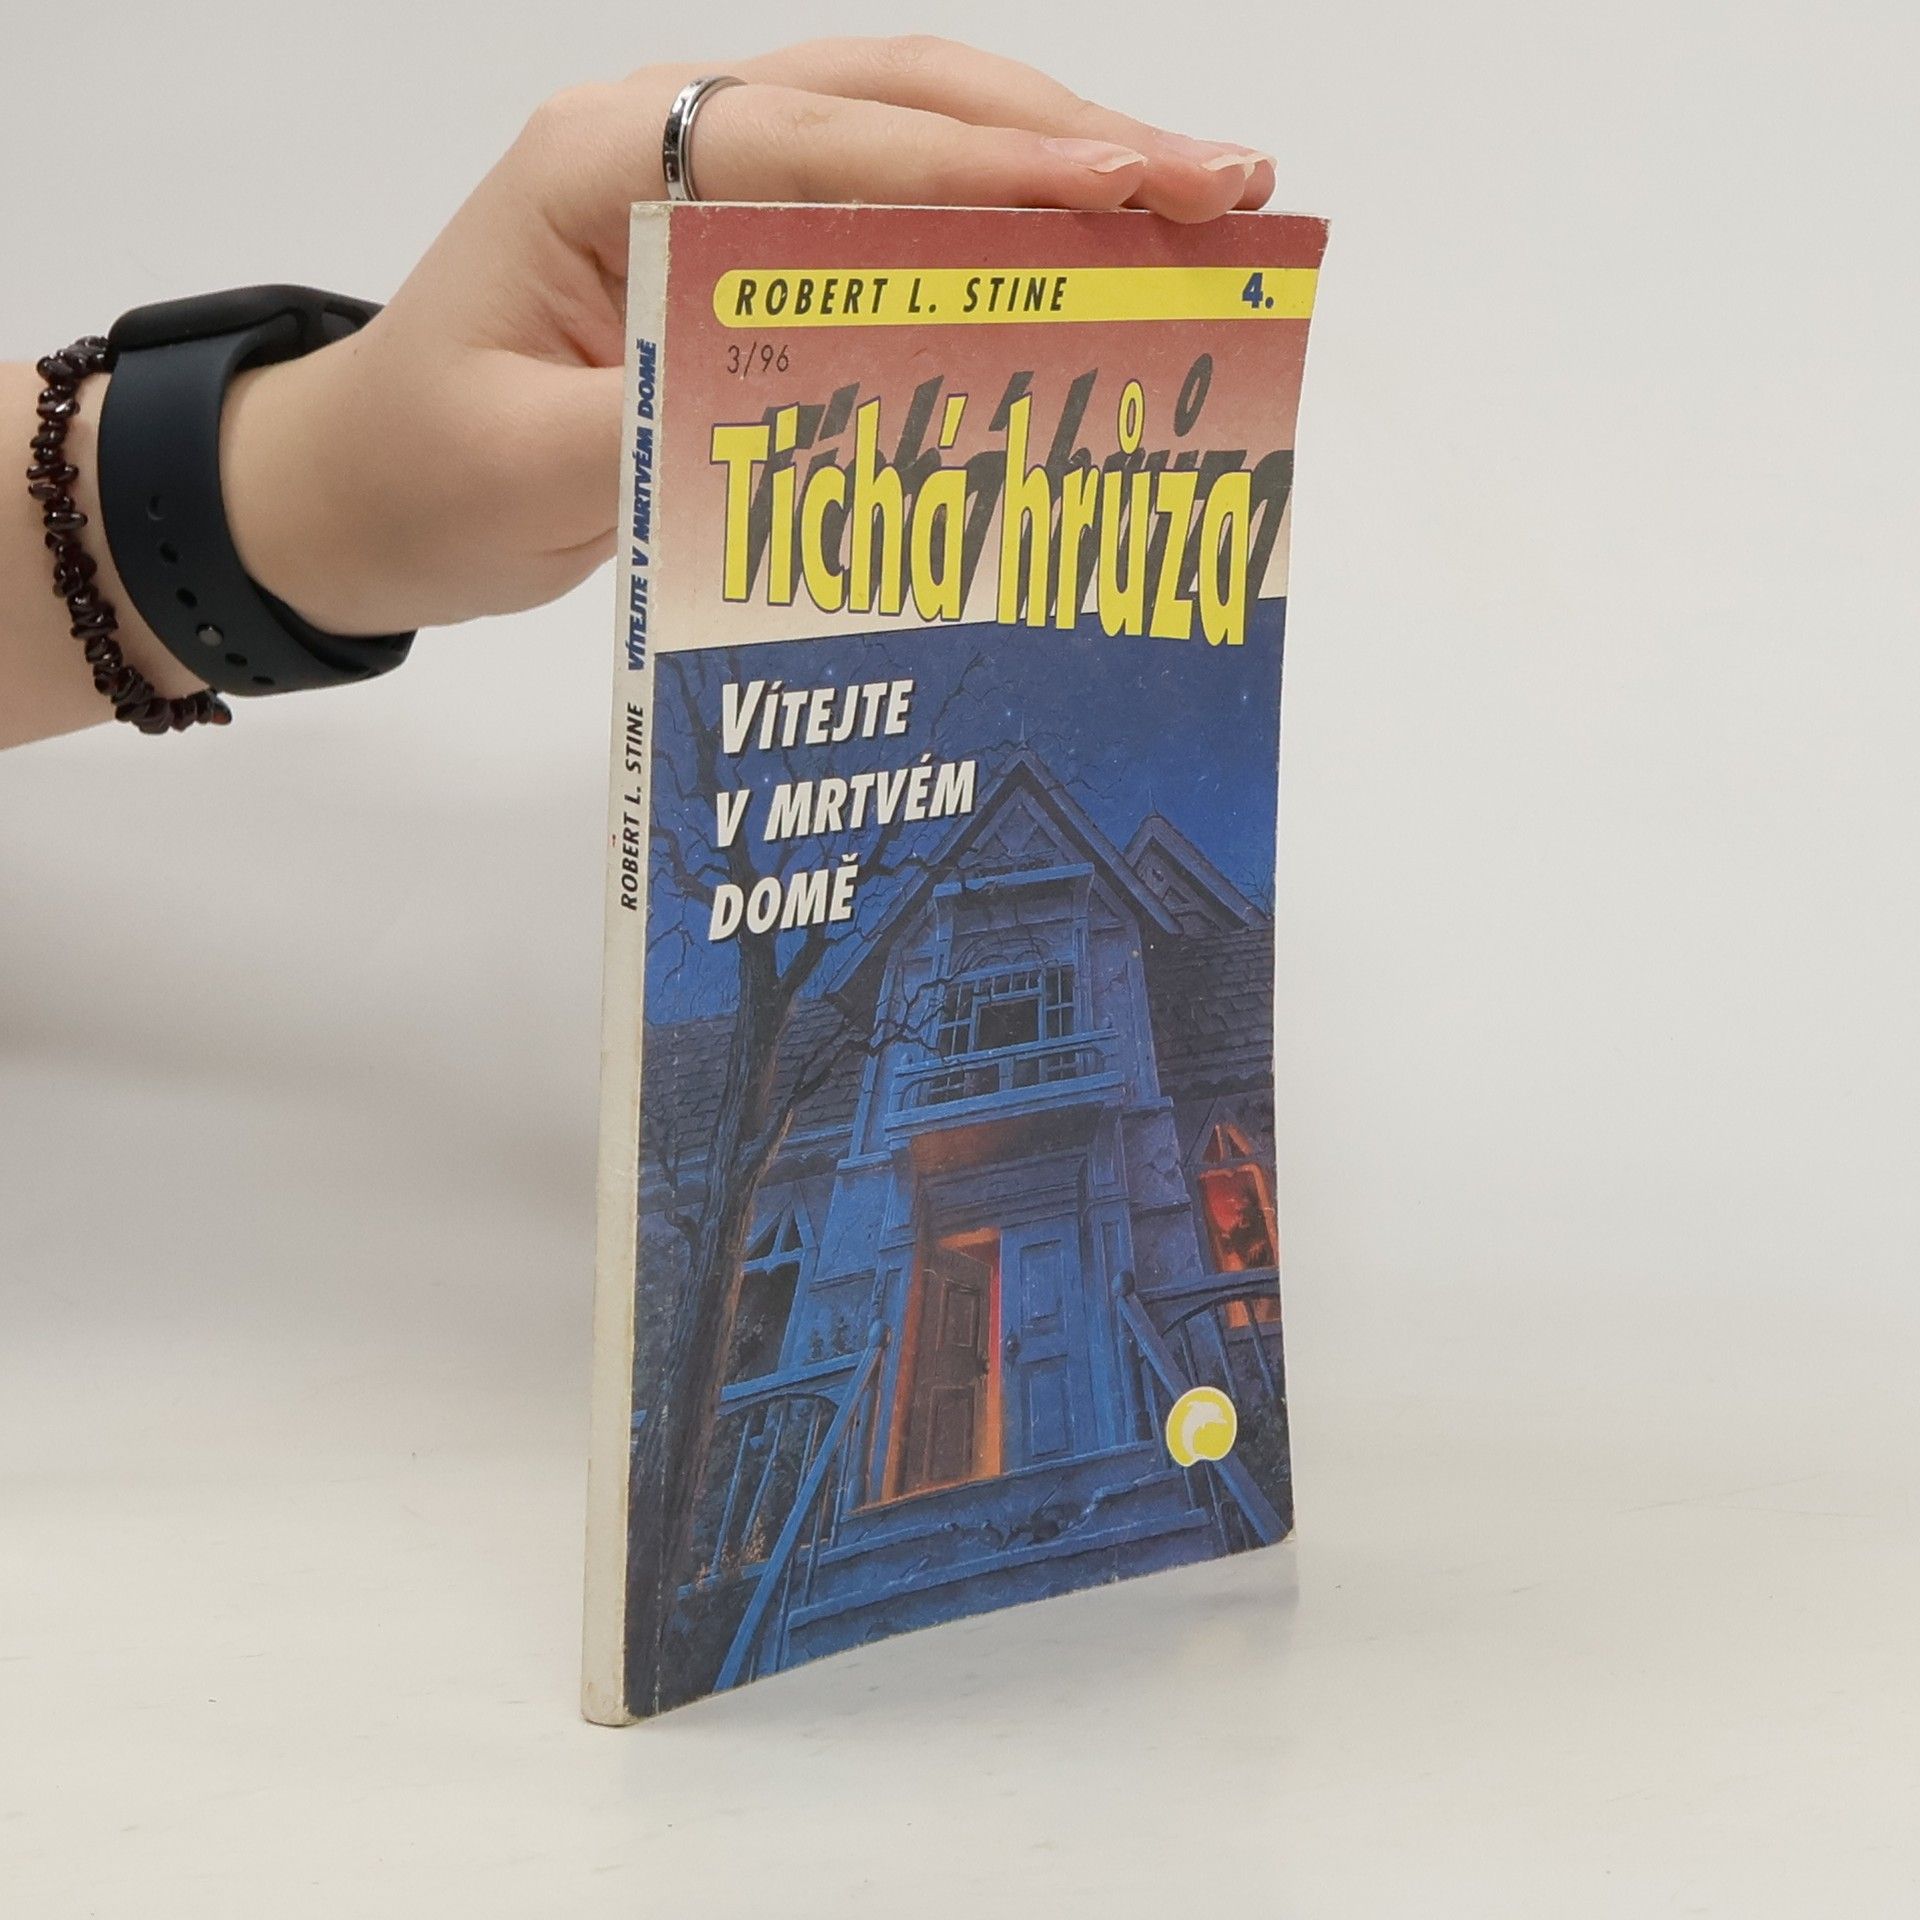 ROBERT L. STINE 4.
3/96
Tichá hrůza
VÍTEJTE
V MRTVÉM
DOMĚ
ROBERT L. STINE VÍTEJTE V MRTVÉM DOMĚ